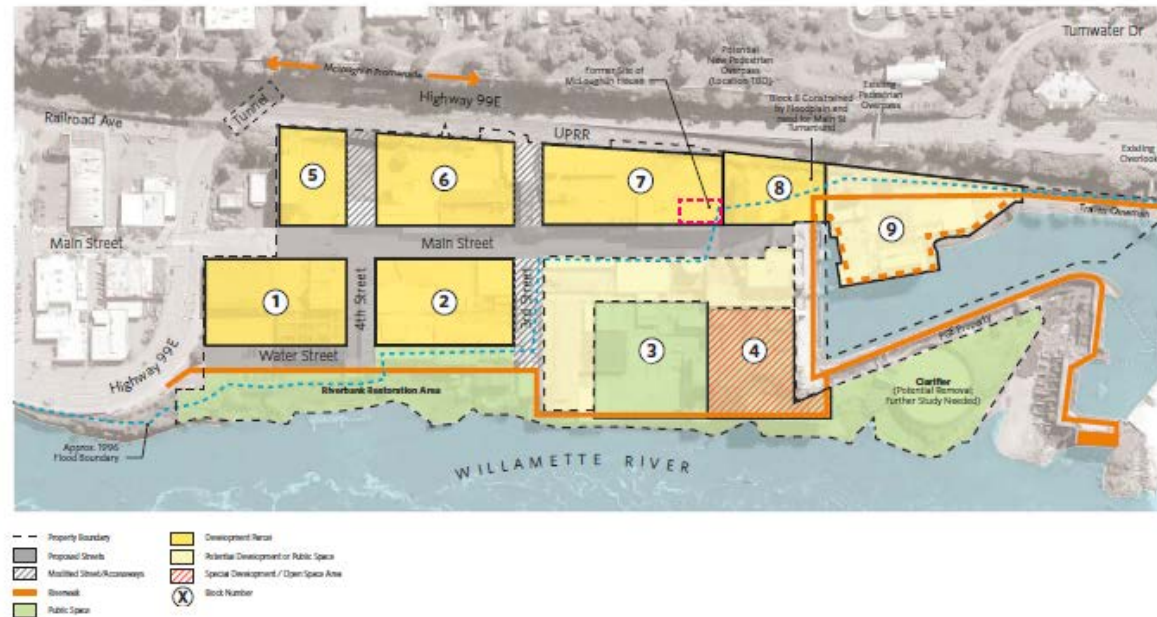 Tumwater Dr
McLoughlin Promenade
Former Site of
McLoughlin House
Potential
New Pedestrian
Overpass
(Location TBD)
Block 8 Constrained
by Floodplain and
need for Main St
Turnaround
Existing
Pedestrian
Overpass
Tunnel
Highway 99E
Railroad Ave
UPRR
Existing
Overlook
5
6
7
8
9
Main Street
Main Street
1
4th Street
2
3rd Street
3
4
Water Street
Highway 99E
PGE Property
Riverbank Restoration Area
Clarifier
(Potential Removal;
Further Study Needed)
Approx. 1996
Flood Boundary
WILLAMETTE RIVER
Property Boundary
Proposed Streets
Modified Street/Accessways
Riverwalk
Public Space
Development Parcel
Potential Development or Public Space
Special Development / Open Space Area
X
Block Number